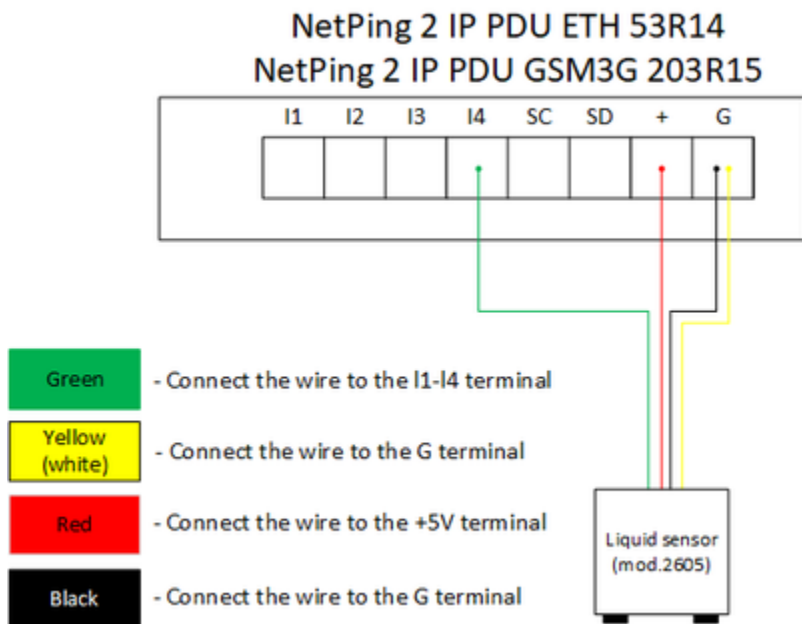 NetPing 2 IP PDU ETH 53R14
NetPing 2 IP PDU GSM3G 203R15
I1 I2 I3 I4 SC SD + G
Green - Connect the wire to the I1-I4 terminal
Yellow
(white) - Connect the wire to the G terminal
Red - Connect the wire to the +5V terminal
Black - Connect the wire to the G terminal
Liquid sensor
(mod.2605)